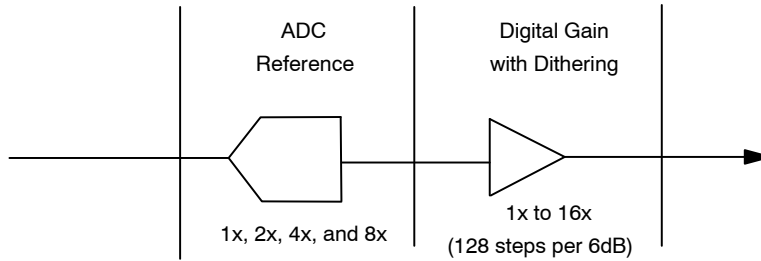 ADC
Reference
Digital Gain
with Dithering
1x, 2x, 4x, and 8x
1x to 16x
(128 steps per 6dB)